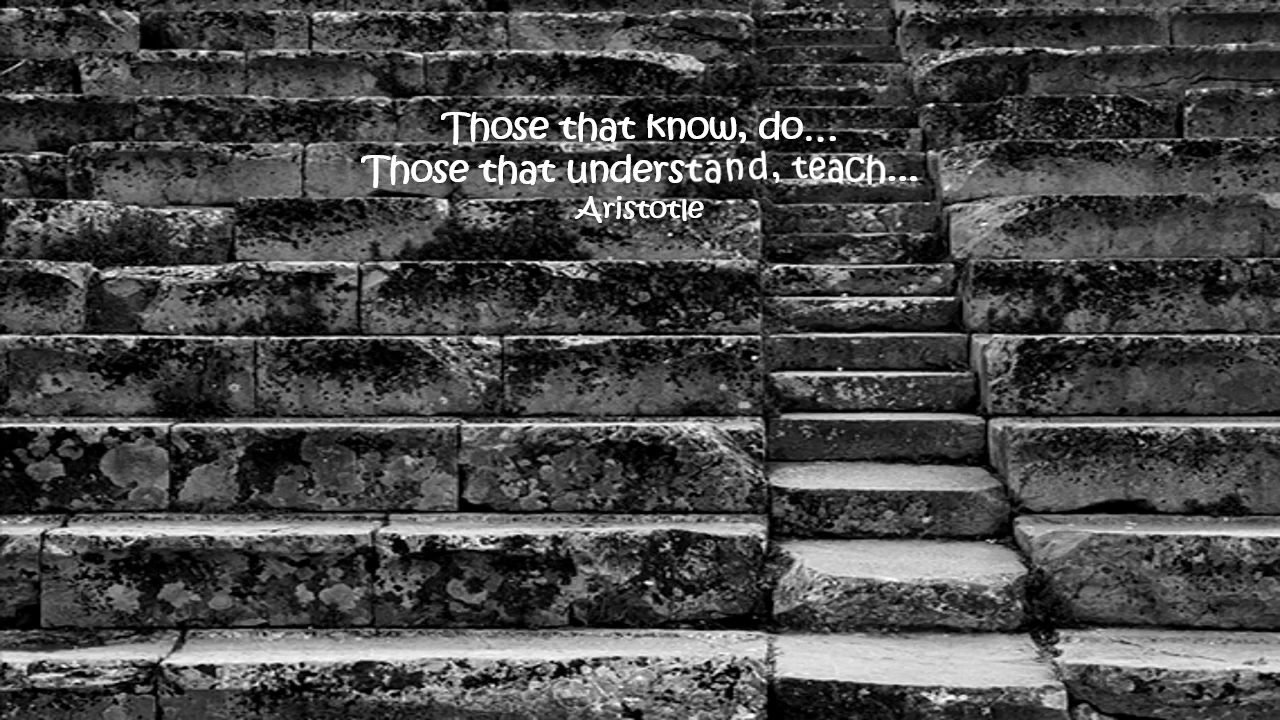 Those that know, do...
Those that understand, teach...
Aristotle